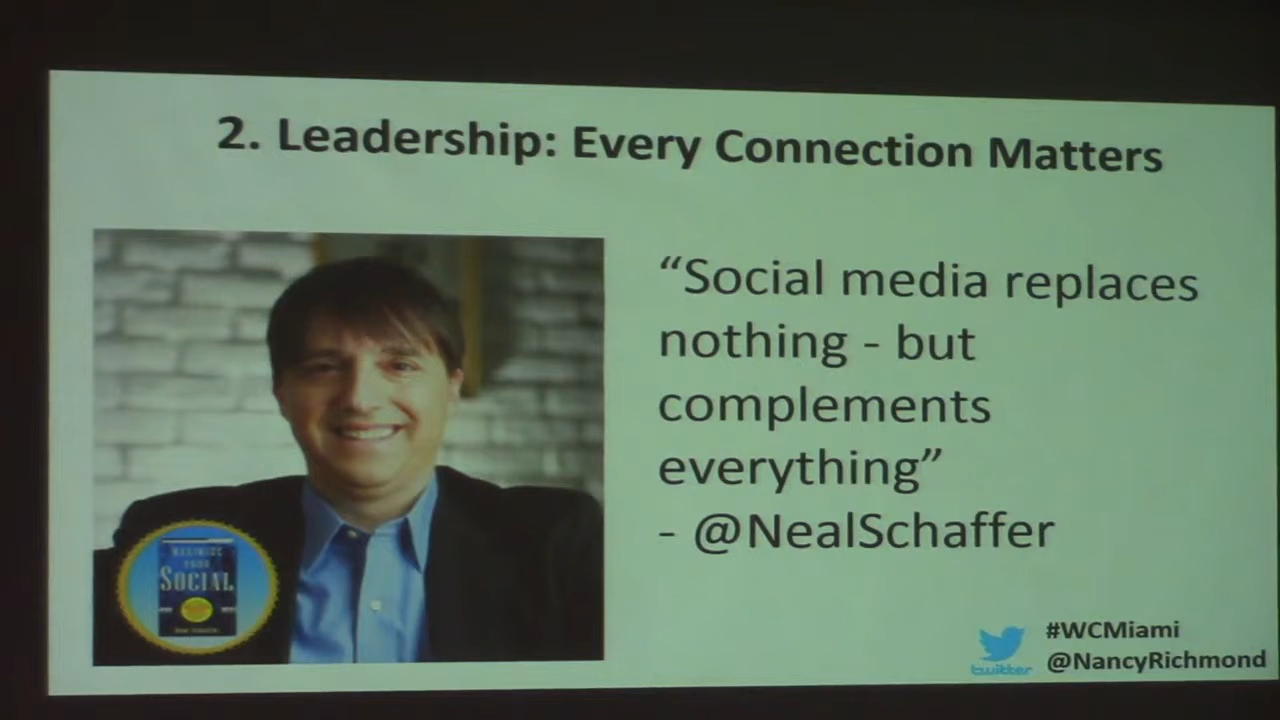 2. Leadership: Every Connection Matters
“Social media replaces
nothing - but
complements
everything”
- @NealSchaffer
MAXIMIZE
YOUR
SOCIAL
#WCMiami
twitter
@NancyRichmond